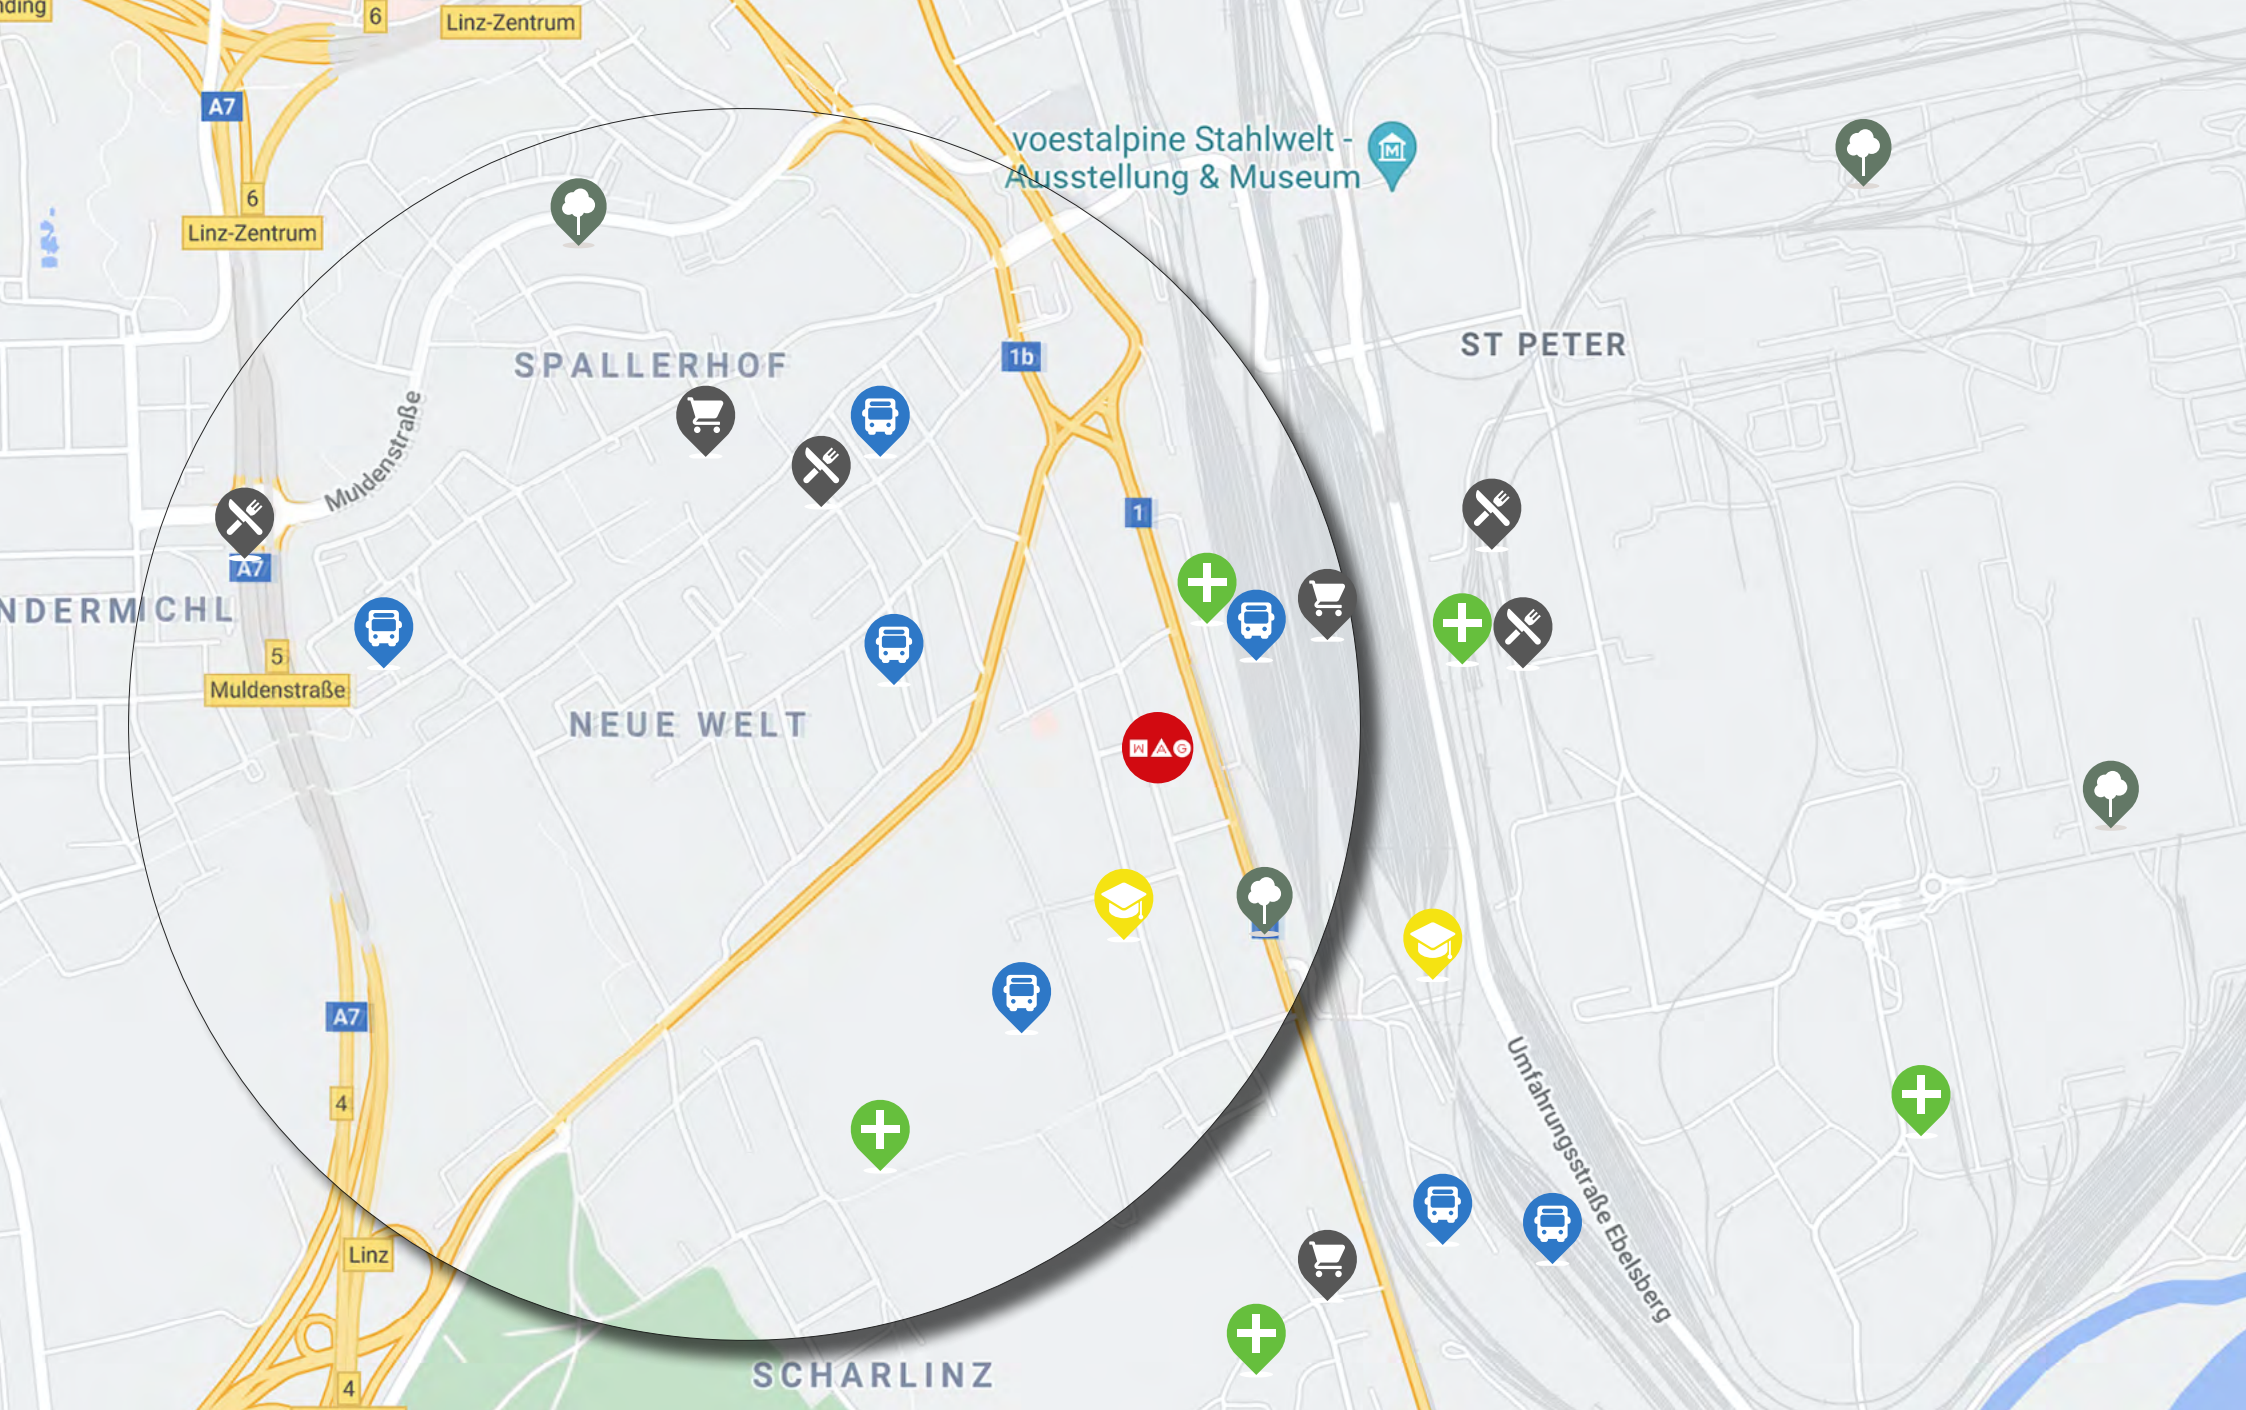 ding
6
Linz-Zentrum
A7
voestalpine Stahlwelt -
Ausstellung & Museum
M
6
Linz-Zentrum
ST PETER
1b
SPALLERHOF
Muldenstraße
1
A7
NDERMICHL
5
Muldenstraße
NEUE WELT
WAG
A7
4
Umfahrungsstraße Ebelsberg
Linz
SCHARLINZ
4